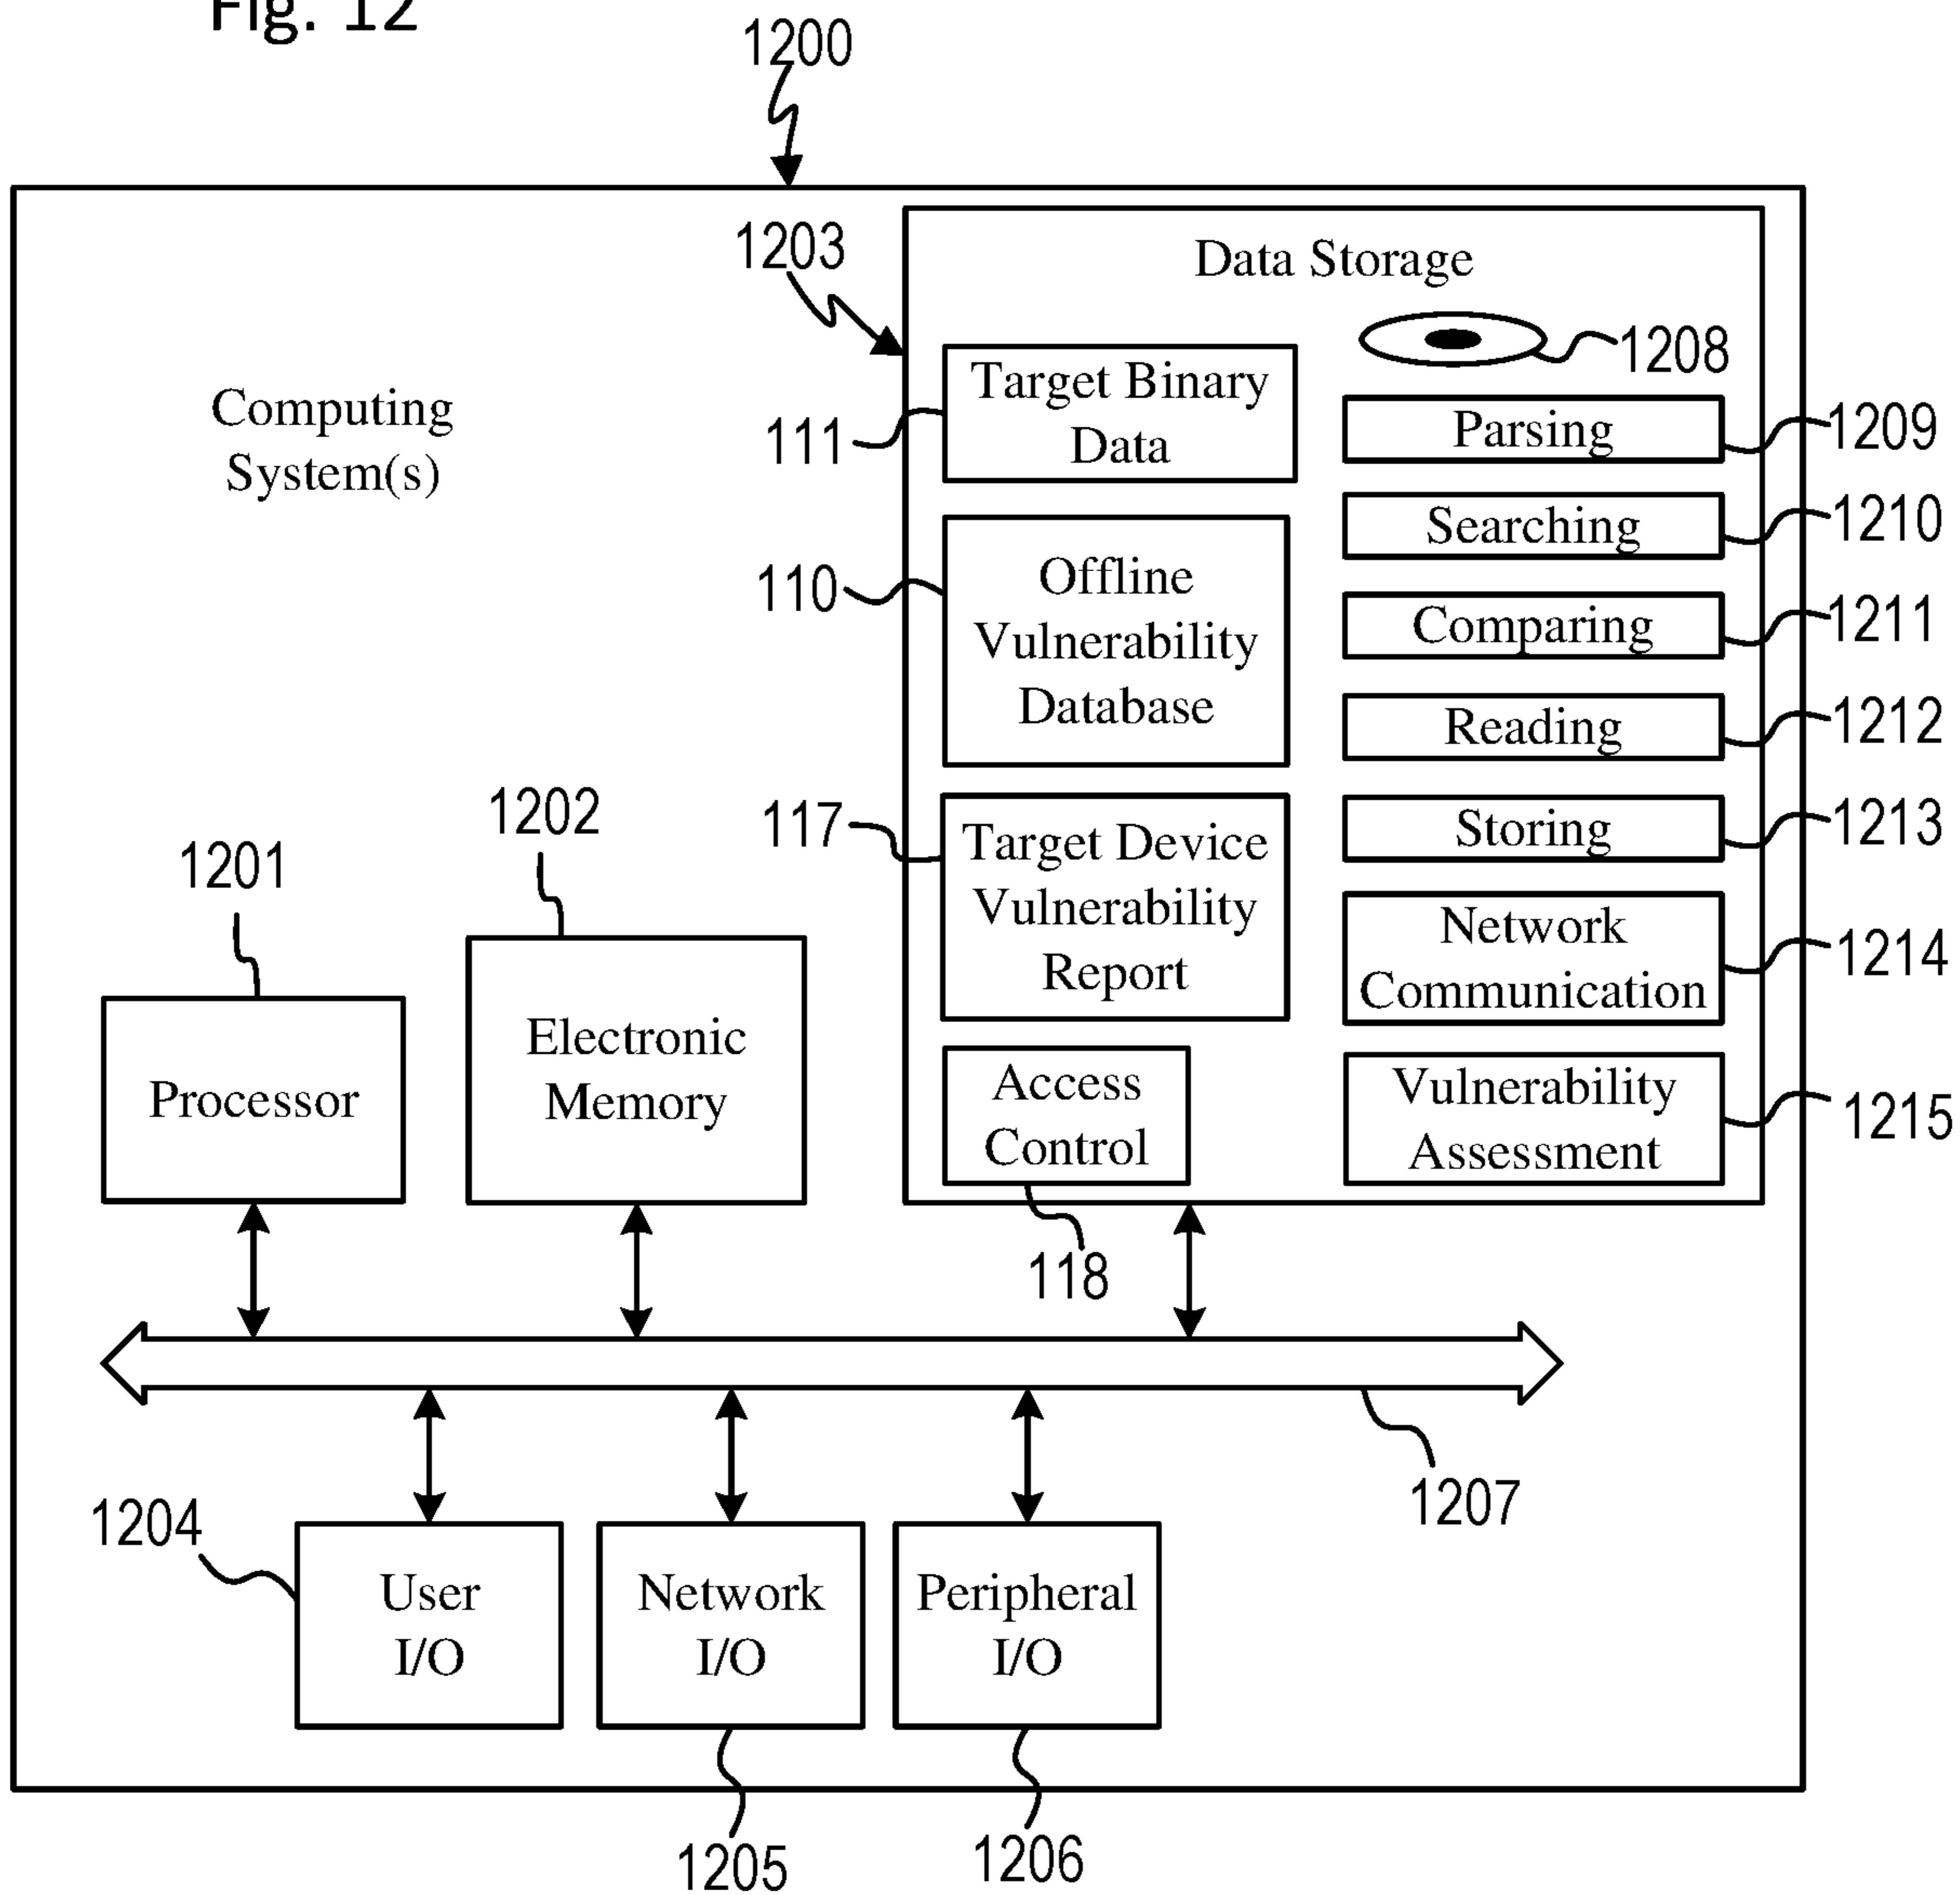 Fig. 12
1200
1203
Data Storage
1208
Computing
System(s)
Target Binary
Data
111
Parsing
1209
Searching
1210
110
Offline
Vulnerability
Database
Comparing
1211
Reading
1212
1201
1202
117
Target Device
Vulnerability
Report
Storing
1213
Network
Communication
1214
Processor
Electronic
Memory
Access
Control
118
Vulnerability
Assessment
1215
1207
1204
User
I/O
Network
I/O
Peripheral
I/O
1205
1206